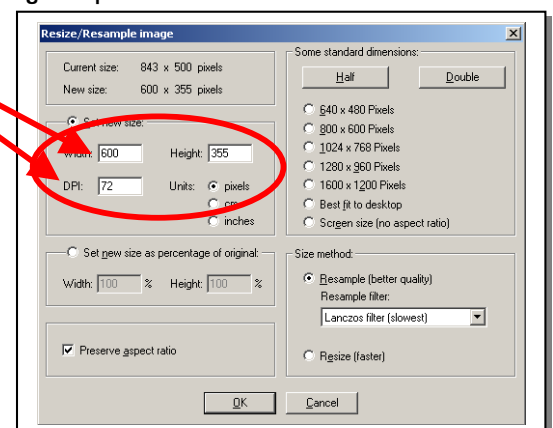 Resize/Resample image
Current size: 843 x 500 pixels
New size: 600 x 355 pixels
Set new size:
Width: 600 Height: 355
DPI: 72 Units: pixels
cm
inches
Set new size as percentage of original:
Width: 100 % Height: 100 %
Preserve aspect ratio
Some standard dimensions:
Half Double
640 x 480 Pixels
800 x 600 Pixels
1024 x 768 Pixels
1280 x 960 Pixels
1600 x 1200 Pixels
Best fit to desktop
Screen size (no aspect ratio)
Size method:
Resample (better quality)
Resample filter:
Lanczos filter (slowest)
Resize (faster)
OK Cancel